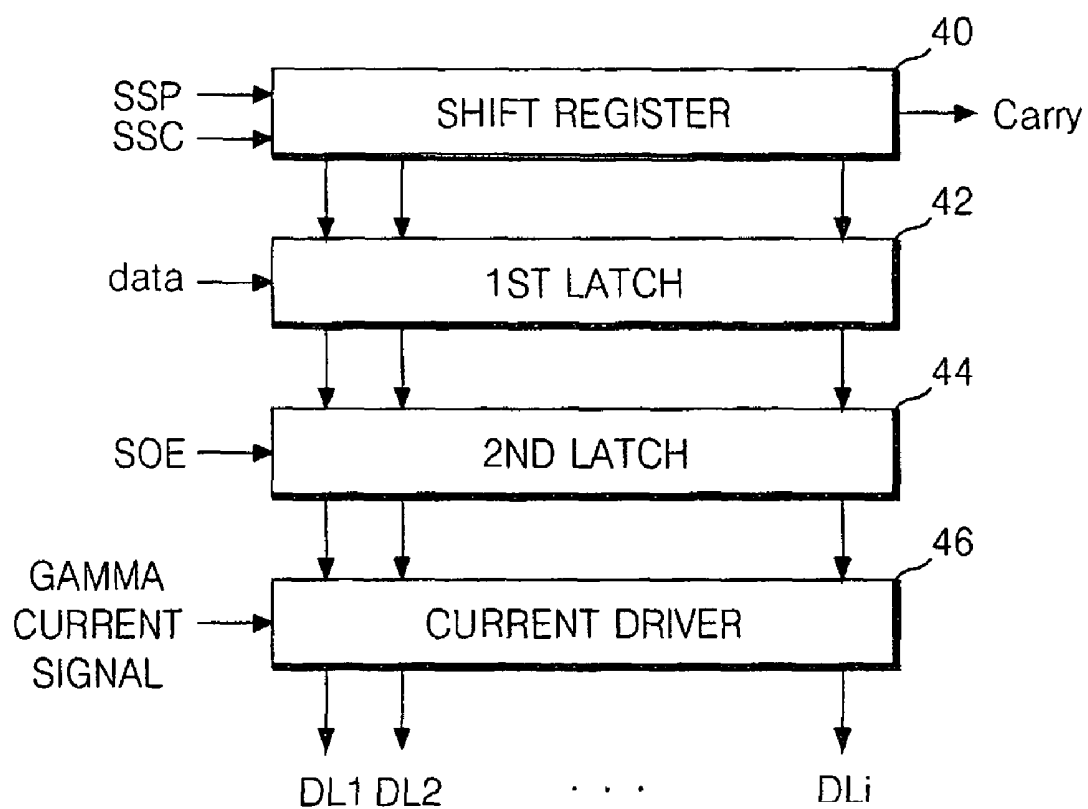 40
SSP
SSC
SHIFT REGISTER
Carry
42
data
1ST LATCH
44
SOE
2ND LATCH
46
GAMMA
CURRENT
SIGNAL
CURRENT DRIVER
DL1 DL2 . . . DLi